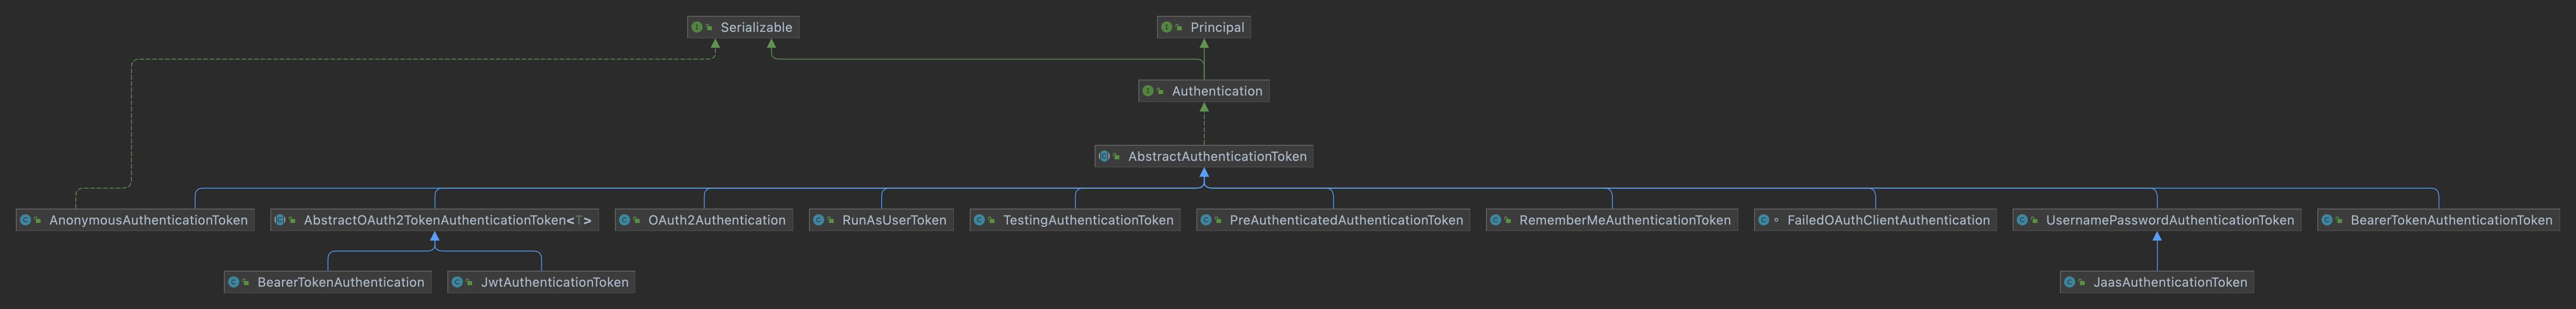 Serializable
Principal
Authentication
AbstractAuthenticationToken
AnonymousAuthenticationToken
AbstractOAuth2TokenAuthenticationToken<T>
OAuth2Authentication
RunAsUserToken
TestingAuthenticationToken
PreAuthenticatedAuthenticationToken
RememberMeAuthenticationToken
FailedOAuthClientAuthentication
UsernamePasswordAuthenticationToken
BearerTokenAuthenticationToken
BearerTokenAuthentication
JwtAuthenticationToken
JaasAuthenticationToken